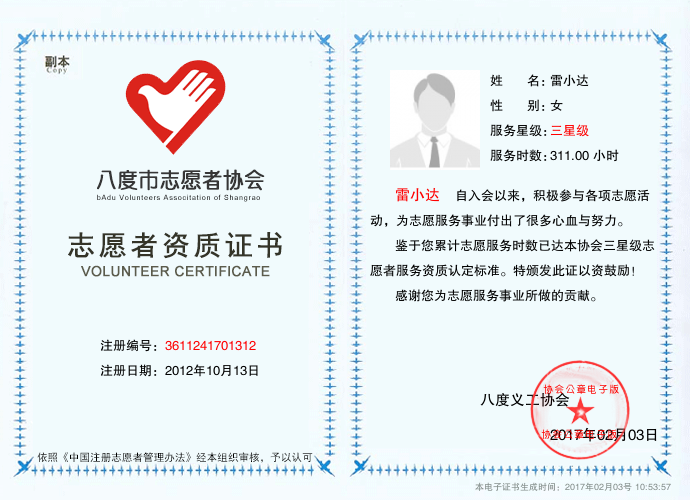 副本
Copy
八度市志愿者协会
bAdu Volunteers Associtation of Shangrao
志愿者资质证书
VOLUNTEER CERTIFICATE
注册编号：3611241701312
注册日期：2012年10月13日
依照《中国注册志愿者管理办法》经本组织审核，予以认可
姓 名：雷小达
性 别：女
服务星级：三星级
服务时数：311.00 小时
雷小达 自入会以来，积极参与各项志愿活
动，为志愿服务事业付出了很多心血与努力。
鉴于您累计志愿服务时数已达本协会三星级志
愿者服务资质认定标准。特颁发此证以资鼓励！
感谢您为志愿服务事业所做的贡献。
协会公章电子版
八度义工协会
2017年02月03日
本电子证书生成时间：2017年02月03号 10:53:57